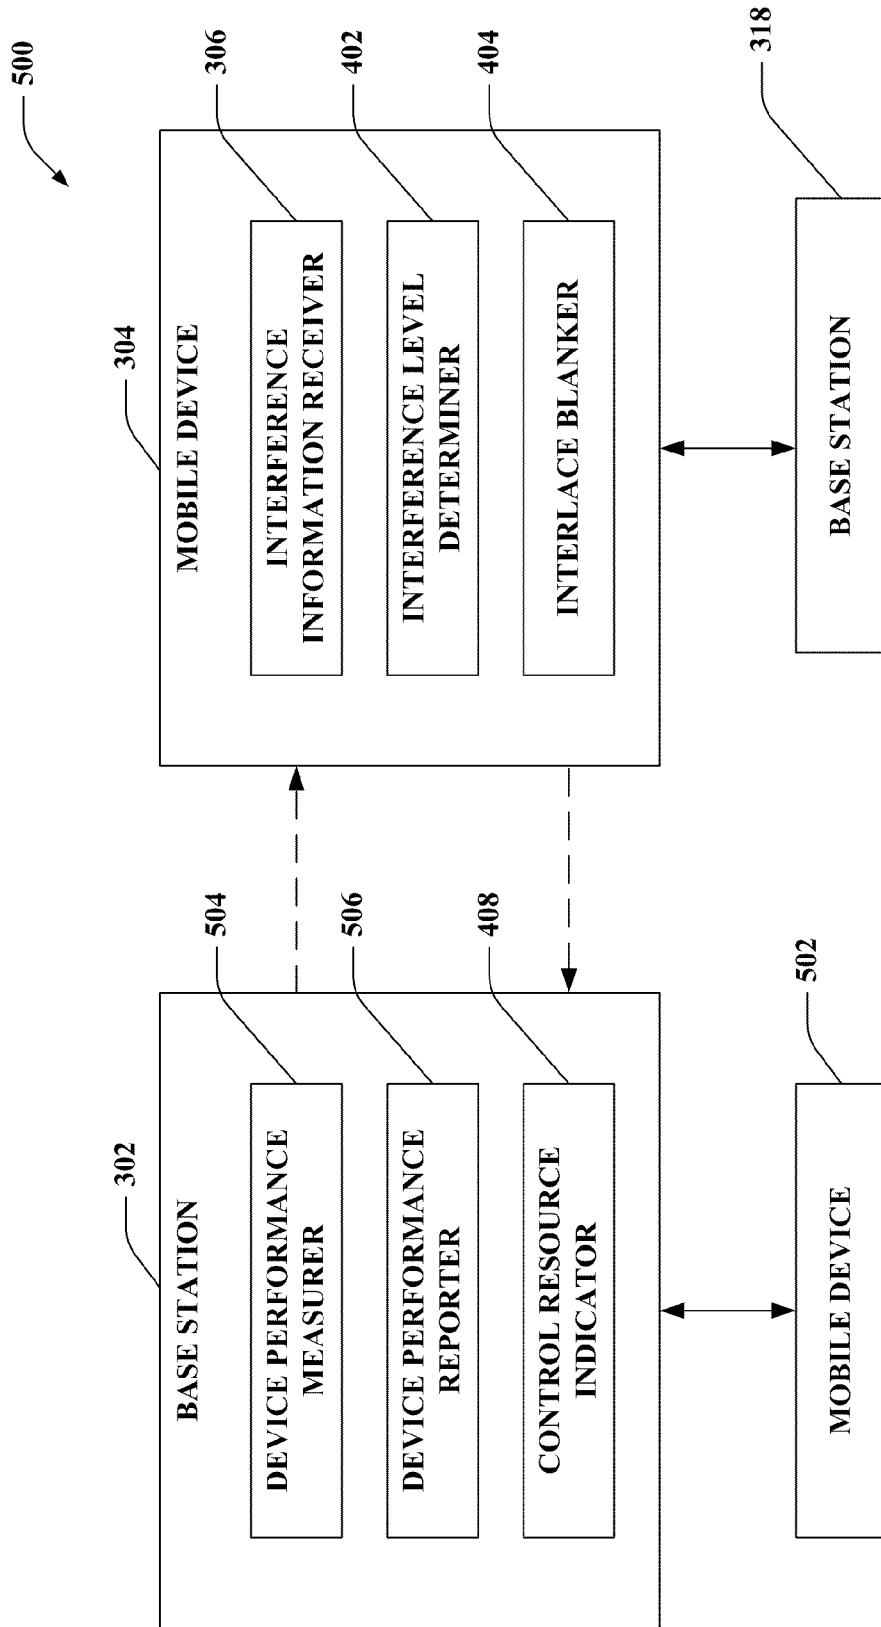 500
302
BASE STATION
504
DEVICE PERFORMANCE
MEASURER
506
DEVICE PERFORMANCE
REPORTER
408
CONTROL RESOURCE
INDICATOR
502
MOBILE DEVICE
304
MOBILE DEVICE
306
INTERFERENCE
INFORMATION RECEIVER
402
INTERFERENCE LEVEL
DETERMINER
404
INTERLACE BLANKER
318
BASE STATION